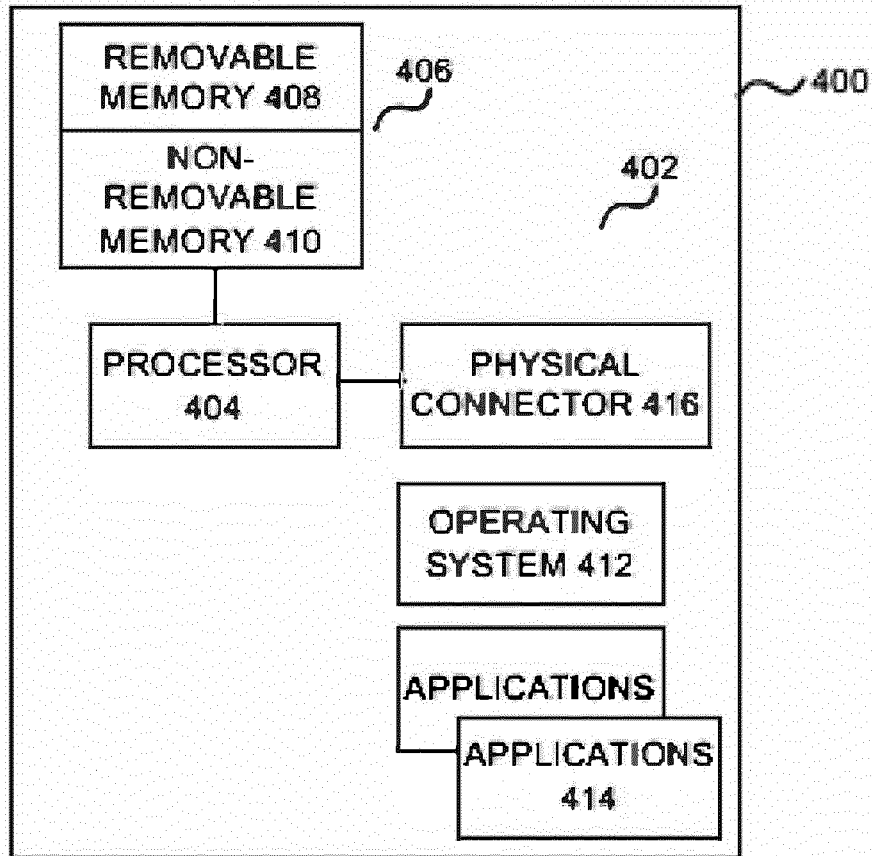 REMOVABLE
MEMORY 408
406
400
NON-
REMOVABLE
MEMORY 410
402
PROCESSOR
404
PHYSICAL
CONNECTOR 416
OPERATING
SYSTEM 412
APPLICATIONS
APPLICATIONS
414